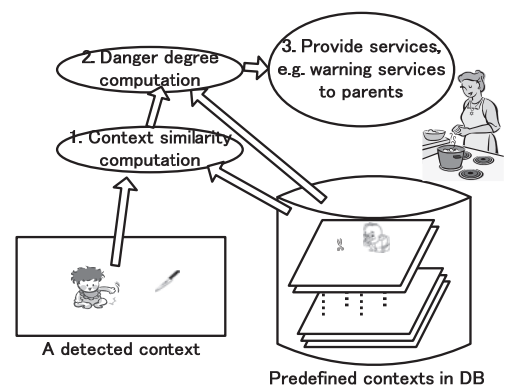 2. Danger degree
computation
3. Provide services,
e.g. warning services
to parents
1. Context similarity
computation
A detected context
Predefined contexts in DB